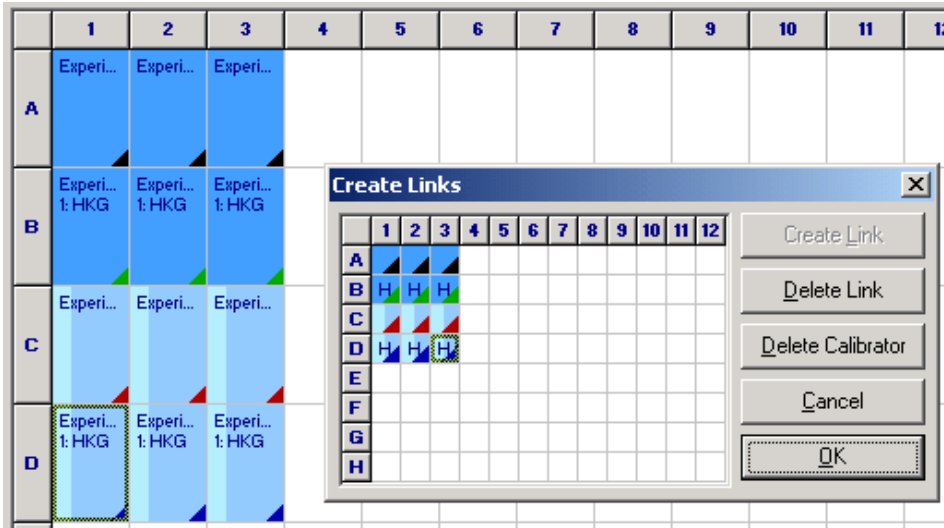 1 2 3 4 5 6 7 8 9 10 11
A Experi... Experi... Experi...
B Experi... Experi... Experi...
1: HKG 1: HKG 1: HKG
C Experi... Experi... Experi...
D Experi... Experi... Experi...
1: HKG 1: HKG 1: HKG
Create Links
1 2 3 4 5 6 7 8 9 10 11 12
A
B H H H
C
D H H H
E
F
G
H
Create Link
Delete Link
Delete Calibrator
Cancel
OK